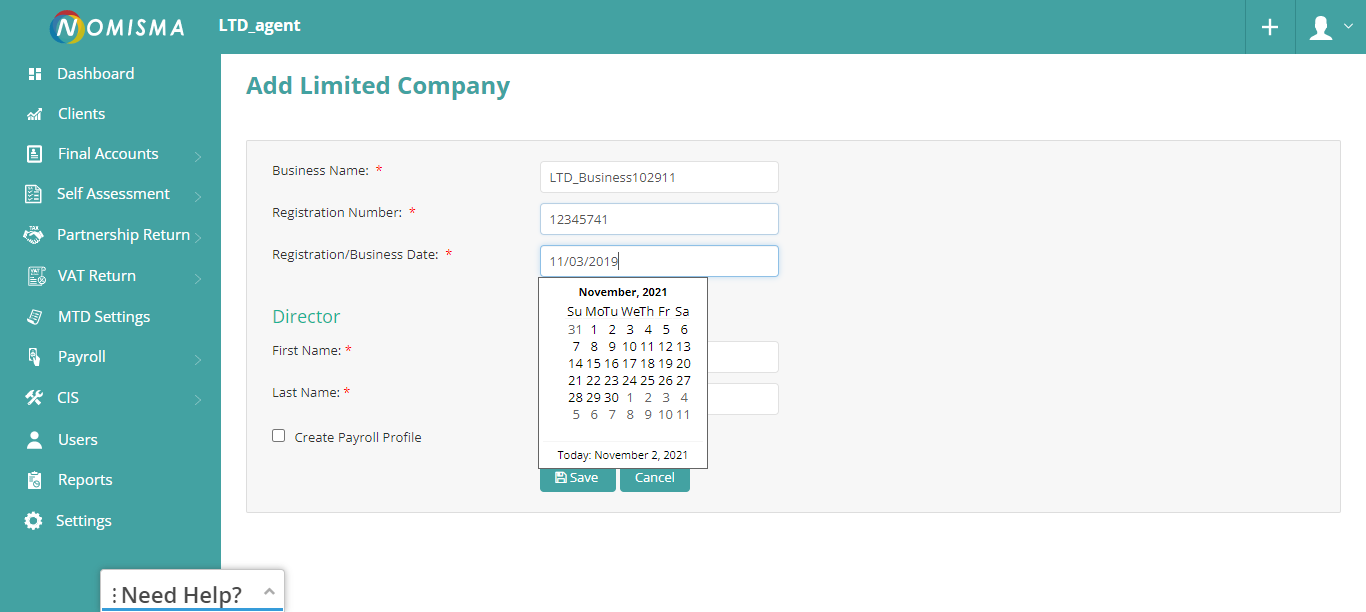 NOMISMA
LTD_agent
Dashboard
Clients
Final Accounts
Self Assessment
Partnership Return
VAT Return
MTD Settings
Payroll
CIS
Users
Reports
Settings
Need Help?
Add Limited Company
Business Name: *
LTD_Business102911
Registration Number: *
12345741
Registration/Business Date: *
11/03/2019
November, 2021
Su Mo Tu We Th Fr Sa
31 1 2 3 4 5 6
7 8 9 10 11 12 13
14 15 16 17 18 19 20
21 22 23 24 25 26 27
28 29 30 1 2 3 4
5 6 7 8 9 10 11
Today: November 2, 2021
Director
First Name: *
Last Name: *
Create Payroll Profile
Save
Cancel